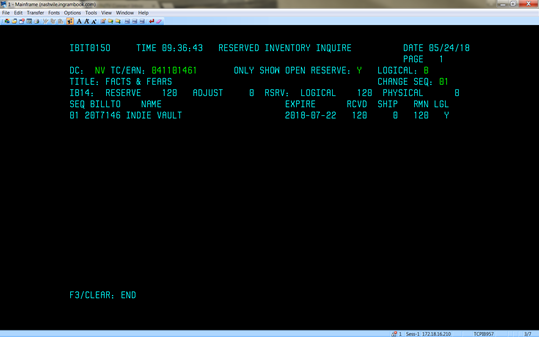 Mainframe (nashville.ingrambook.com)
File Edit Transfer Fonts Options Tools View Window Help
IBIT0150 TIME 09:36:43 RESERVED INVENTORY INQUIRE DATE 05/24/18
PAGE 1
DC: NV TC/EAN: 041101461 ONLY SHOW OPEN RESERVE: Y LOGICAL: B
TITLE: FACTS & FEARS CHANGE SEQ: 01
IB14: RESERVE 120 ADJUST 0 RSRV: LOGICAL 120 PHYSICAL 0
SEQ BILLTO NAME EXPIRE RCVD SHIP RMN LGL
01 20T7146 INDIE VAULT 2018-07-22 120 0 120 Y
F3/CLEAR: END
1 Sess-1 172.18.16.210 TCPIB957 3/7